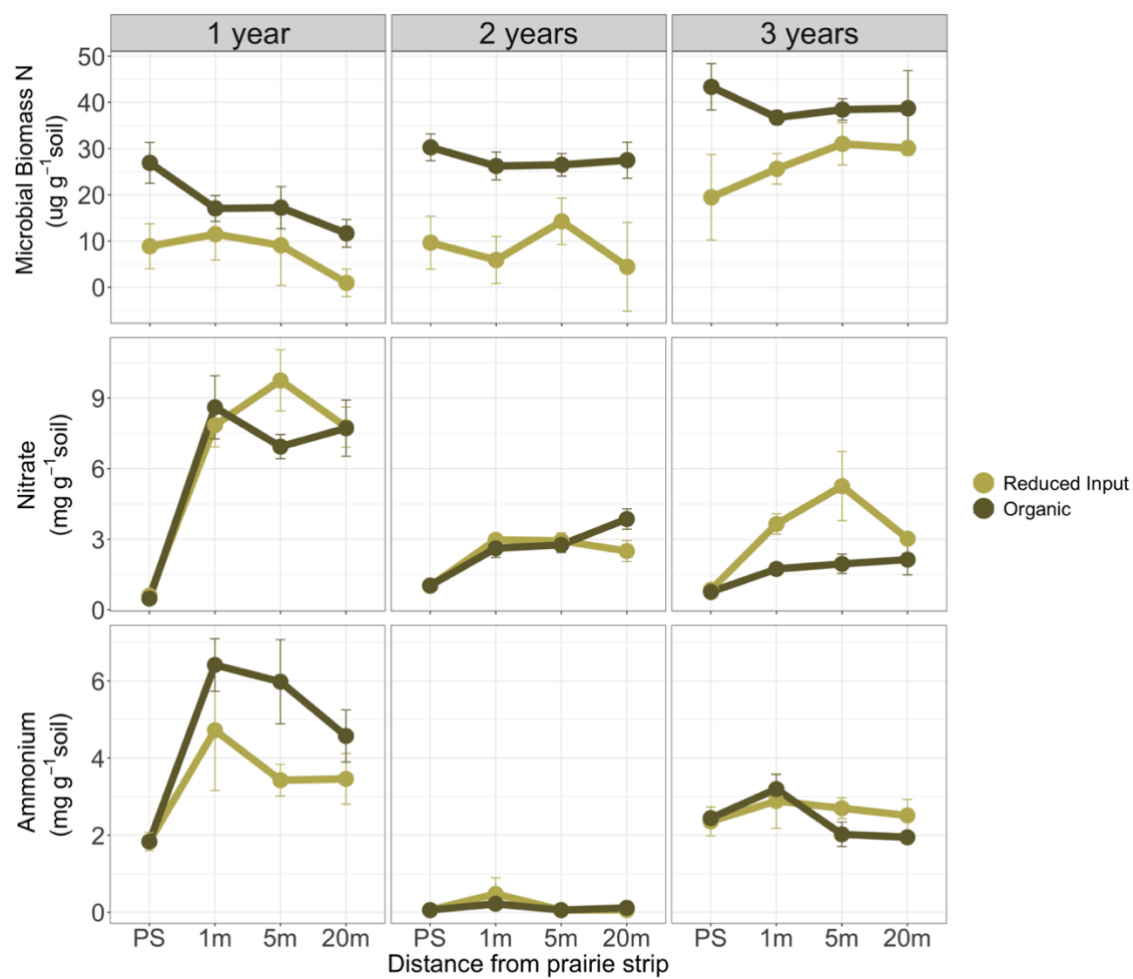 1 year 2 years 3 years
Microbial Biomass N
(ug g⁻¹soil)
50
40
30
20
10
0
Nitrate
(mg g⁻¹soil)
9
6
3
0
Reduced Input
Organic
Ammonium
(mg g⁻¹soil)
6
4
2
0
PS 1m 5m 20m PS 1m 5m 20m PS 1m 5m 20m
Distance from prairie strip